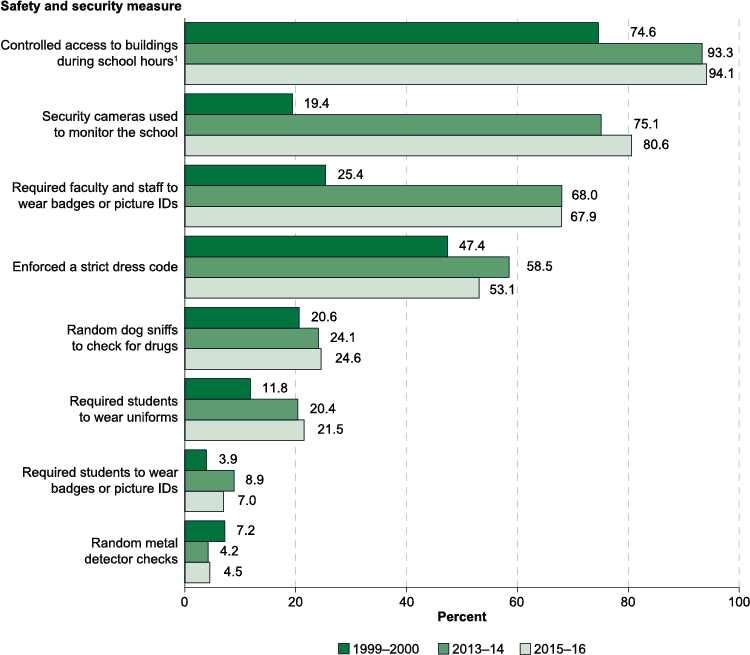 Safety and security measure
Controlled access to buildings
during school hours¹
74.6
93.3
94.1
Security cameras used
to monitor the school
19.4
75.1
80.6
Required faculty and staff to
wear badges or picture IDs
25.4
68.0
67.9
Enforced a strict dress code
47.4
58.5
53.1
Random dog sniffs
to check for drugs
20.6
24.1
24.6
Required students
to wear uniforms
11.8
20.4
21.5
Required students to wear
badges or picture IDs
3.9
8.9
7.0
Random metal
detector checks
7.2
4.2
4.5
0 20 40 60 80 100
Percent
1999–2000 2013–14 2015–16